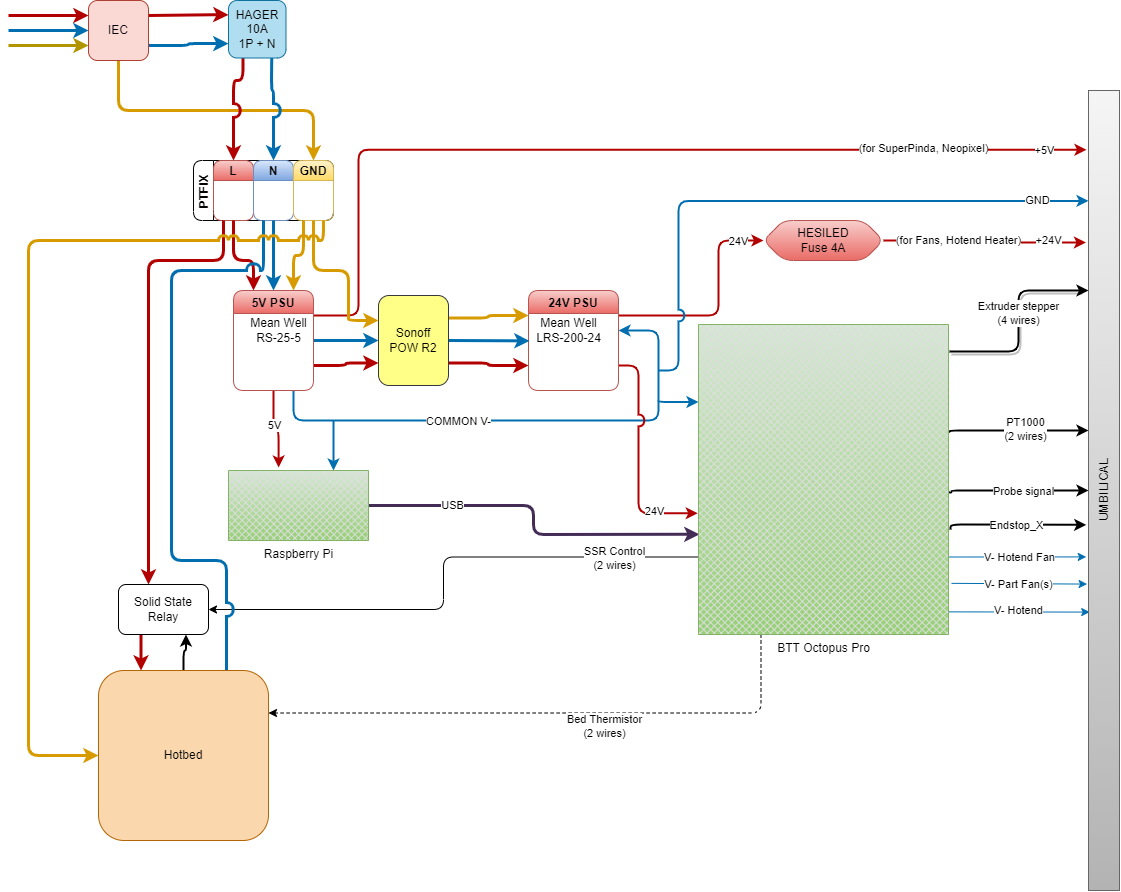 IEC
HAGER
10A
1P + N
PTFIX
L
N
GND
(for SuperPinda, Neopixel)
+5V
GND
24V
HESILED
Fuse 4A
(for Fans, Hotend Heater)
+24V
5V PSU
Mean Well
RS-25-5
Sonoff
POW R2
24V PSU
Mean Well
LRS-200-24
Extruder stepper
(4 wires)
5V
COMMON V-
PT1000
(2 wires)
UMBILICAL
Probe signal
USB
24V
Endstop_X
Raspberry Pi
SSR Control
(2 wires)
V- Hotend Fan
V- Part Fan(s)
Solid State
Relay
V- Hotend
BTT Octopus Pro
Bed Thermistor
(2 wires)
Hotbed